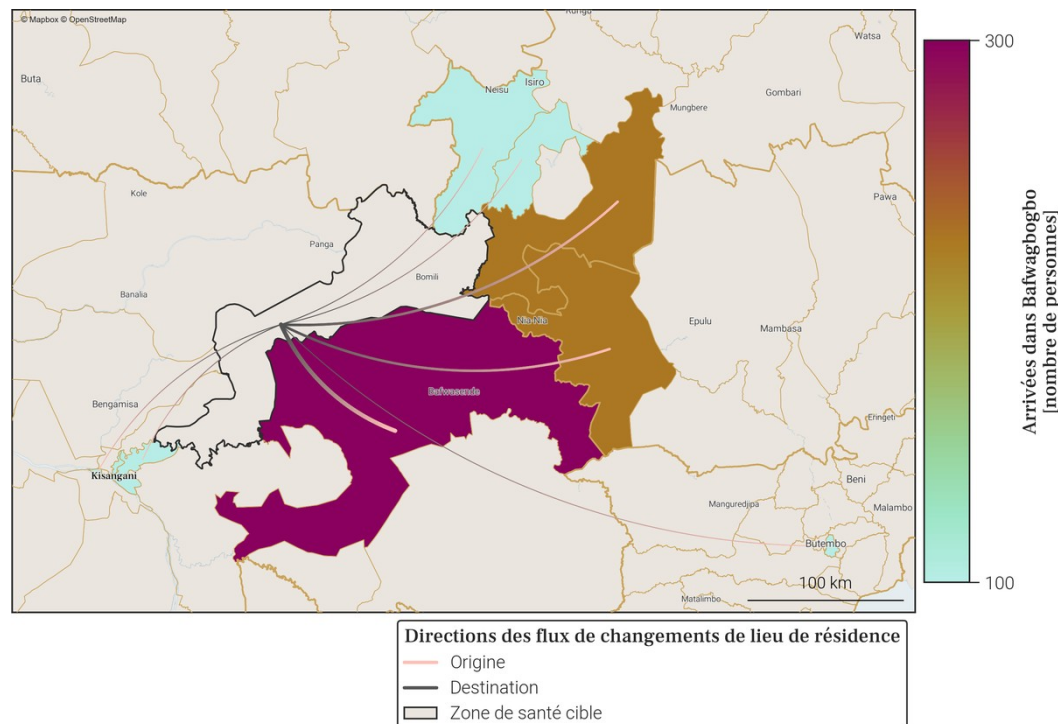 © Mapbox © OpenStreetMap
Rungu
Watsa
Buta
Neisu
Isiro
Gombari
Mungbere
Kole
Pawa
Panga
Bomili
Banalia
Nia-Nia
Epulu
Mambasa
Bafwasende
Bengamisa
Eringeti
Kisangani
Beni
Manguredjipa
Malambo
Butembo
100 km
Matalimbo
300
100
Arrivées dans Bafwagbogbo
[nombre de personnes]
Directions des flux de changements de lieu de résidence
Origine
Destination
Zone de santé cible